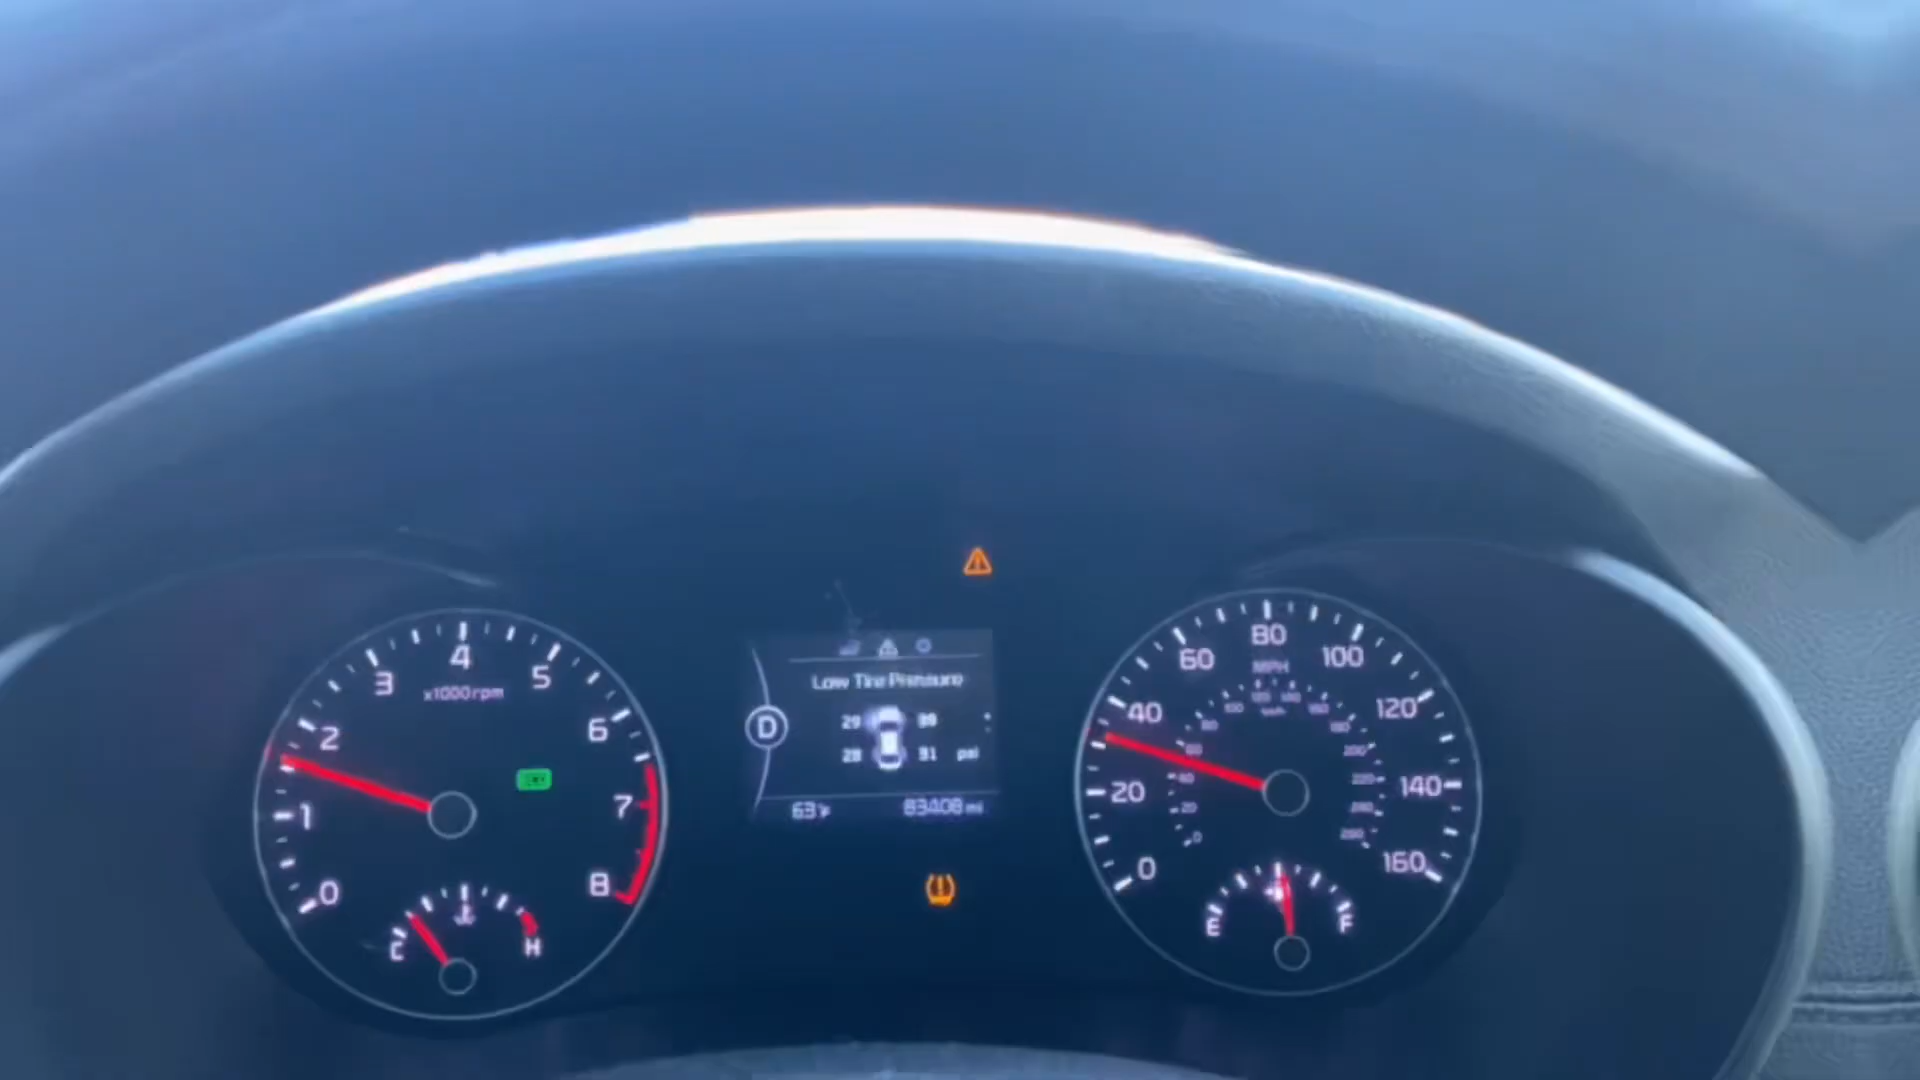 0 1 2 3 4 5 6 7 8
x1000rpm
C H
D
Low Tire Pressure
29
28 31 psi
63°F 83408 mi
0 20 40 60 80 100 120 140 160
MPH
km/h
E F